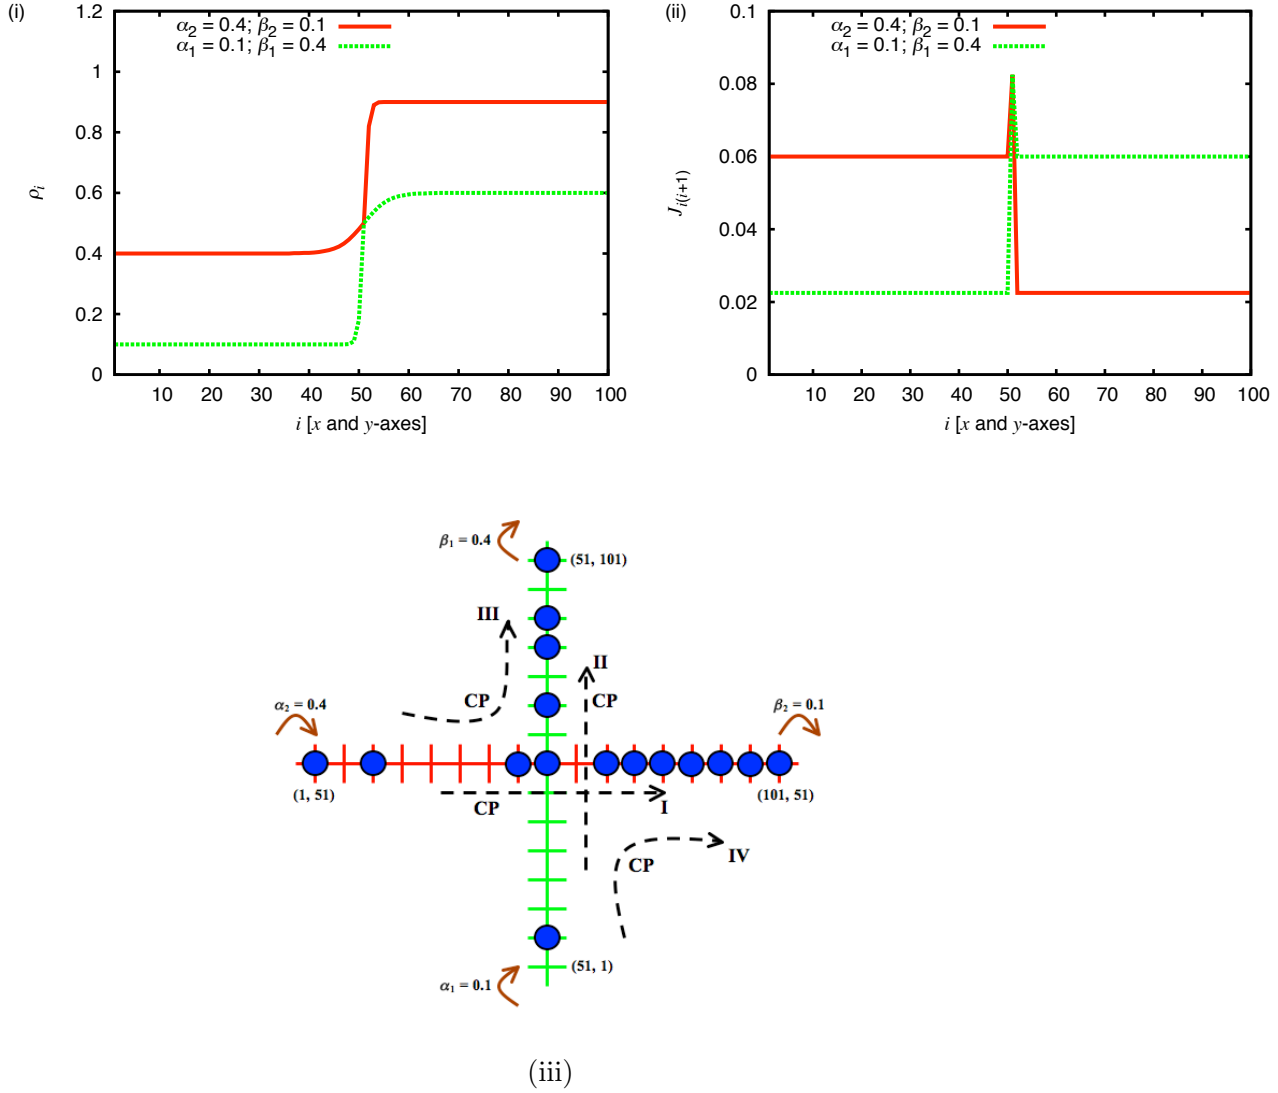 (i)
α2 = 0.4; β2 = 0.1
α1 = 0.1; β1 = 0.4
1.2
1
0.8
0.6
0.4
0.2
0
ρi
10 20 30 40 50 60 70 80 90 100
i [x and y-axes]
(ii)
α2 = 0.4; β2 = 0.1
α1 = 0.1; β1 = 0.4
0.1
0.08
0.06
0.04
0.02
0
Ji(i+1)
10 20 30 40 50 60 70 80 90 100
i [x and y-axes]
β1 = 0.4
(51, 101)
III
II
CP
CP
α2 = 0.4
β2 = 0.1
(1, 51)
(101, 51)
CP
I
IV
CP
(51, 1)
α1 = 0.1
(iii)